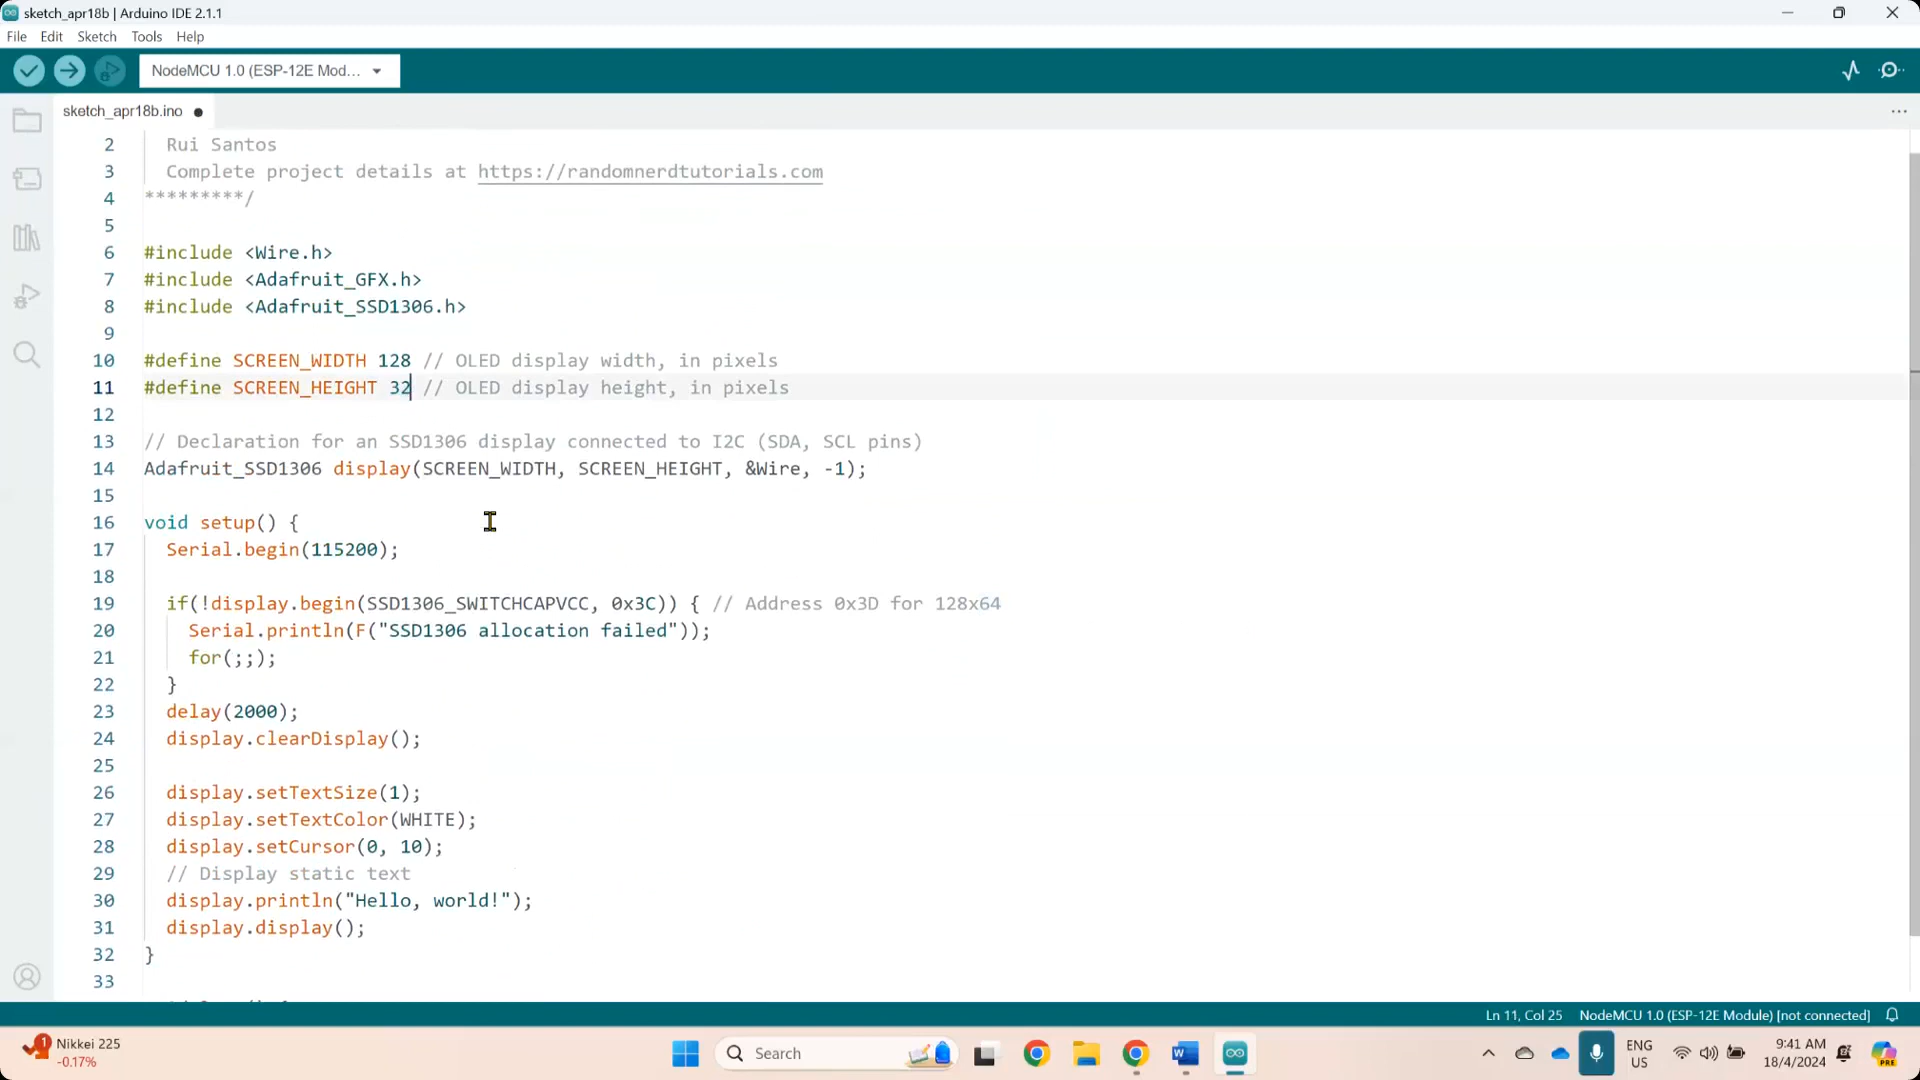 sketch_apr18b | Arduino IDE 2.1.1
File Edit Sketch Tools Help
NodeMCU 1.0 (ESP-12E Mod...
sketch_apr18b.ino
2 Rui Santos
3 Complete project details at https://randomnerdtutorials.com
4 *********/
5
6 #include <Wire.h>
7 #include <Adafruit_GFX.h>
8 #include <Adafruit_SSD1306.h>
9
10 #define SCREEN_WIDTH 128 // OLED display width, in pixels
11 #define SCREEN_HEIGHT 32 // OLED display height, in pixels
12
13 // Declaration for an SSD1306 display connected to I2C (SDA, SCL pins)
14 Adafruit_SSD1306 display(SCREEN_WIDTH, SCREEN_HEIGHT, &Wire, -1);
15
16 void setup() {
17 Serial.begin(115200);
18
19 if(!display.begin(SSD1306_SWITCHCAPVCC, 0x3C)) { // Address 0x3D for 128x64
20 Serial.println(F("SSD1306 allocation failed"));
21 for(;;);
22 }
23 delay(2000);
24 display.clearDisplay();
25
26 display.setTextSize(1);
27 display.setTextColor(WHITE);
28 display.setCursor(0, 10);
29 // Display static text
30 display.println("Hello, world!");
31 display.display();
32 }
33
Ln 11, Col 25 NodeMCU 1.0 (ESP-12E Module) [not connected]
1 Nikkei 225
-0.17%
Search
ENG
US
9:41 AM
18/4/2024
PRE